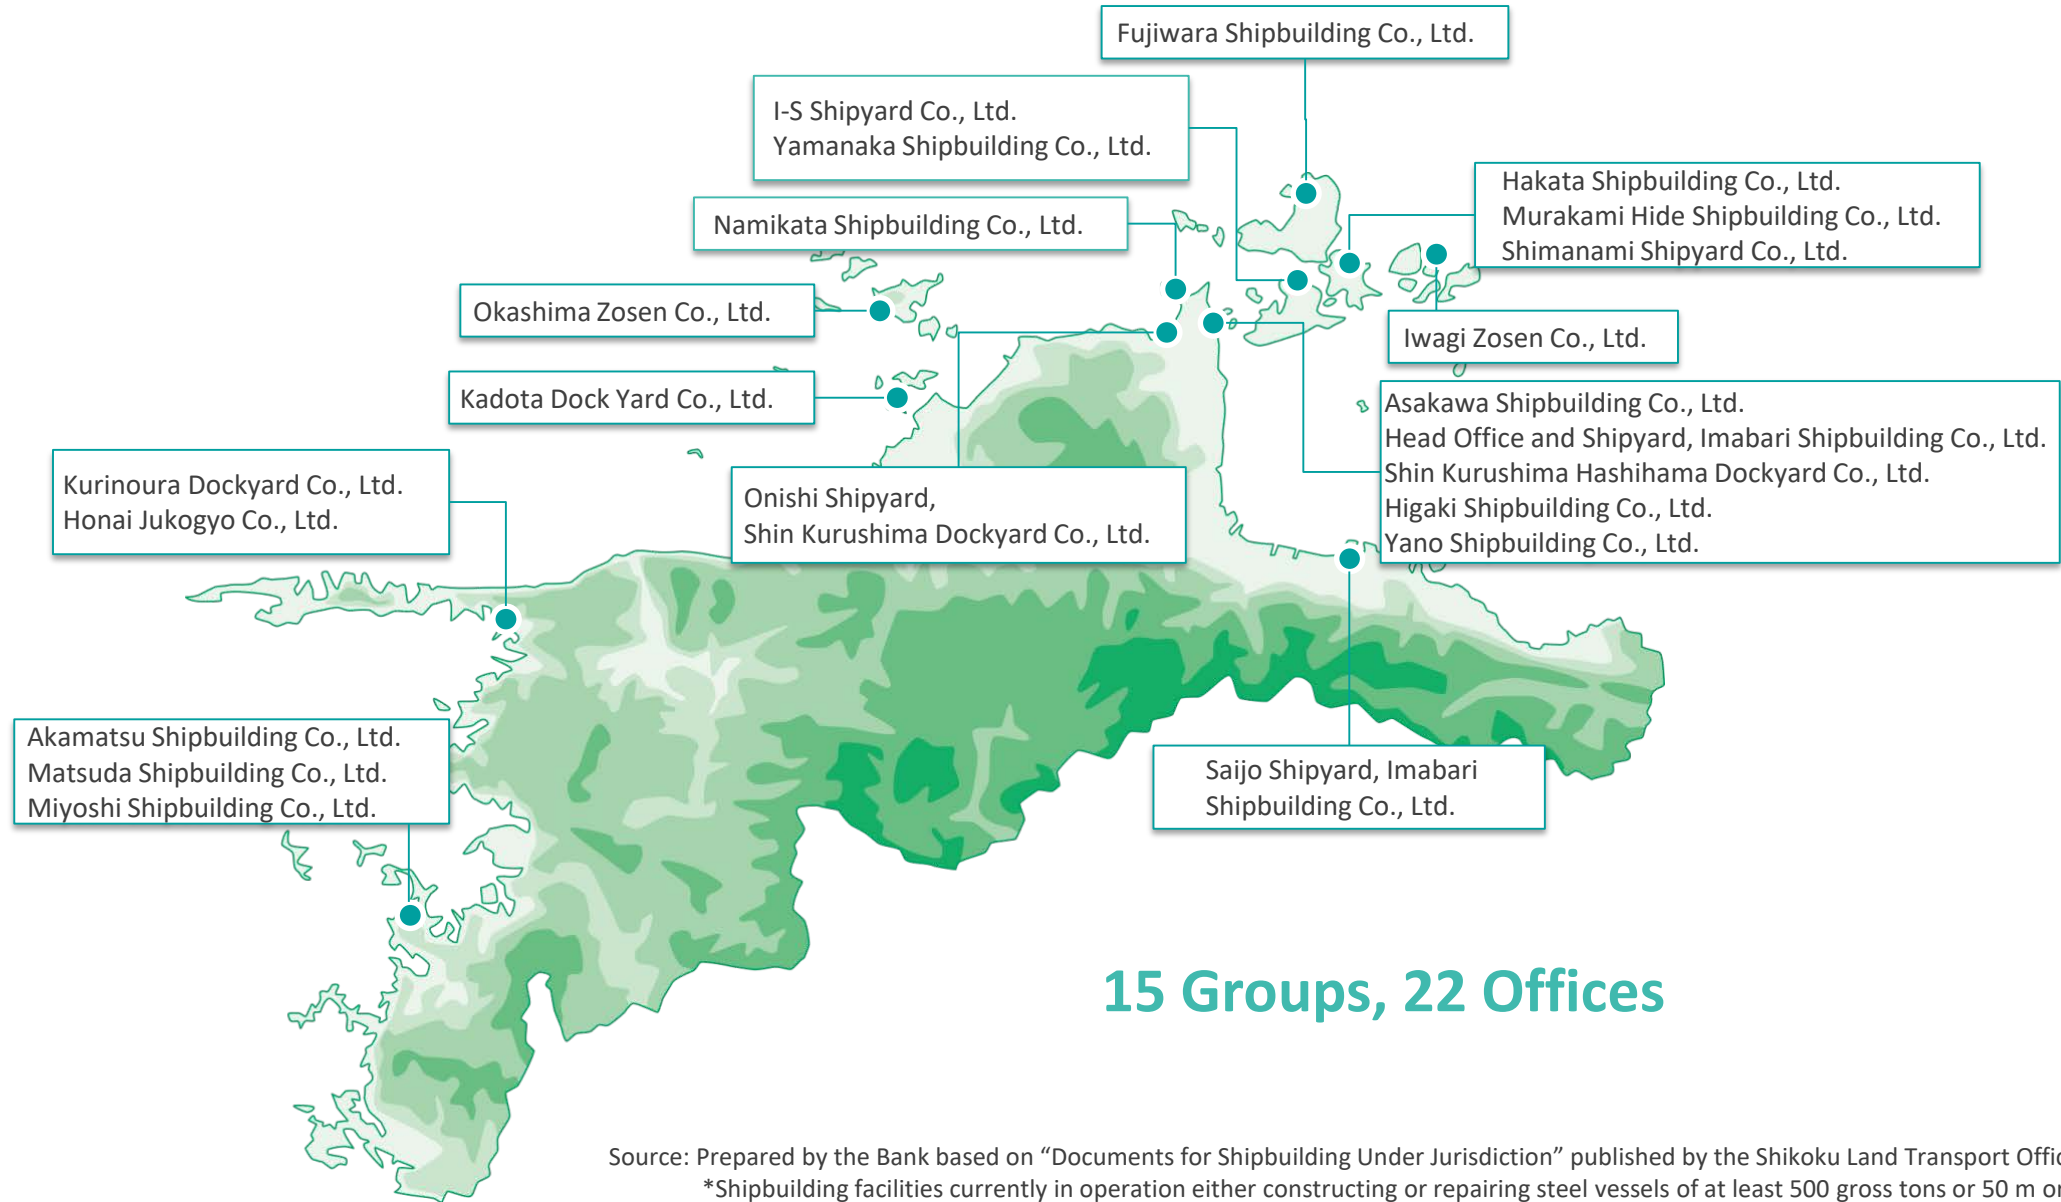 Fujiwara Shipbuilding Co., Ltd.
I-S Shipyard Co., Ltd.
Yamanaka Shipbuilding Co., Ltd.
Hakata Shipbuilding Co., Ltd.
Murakami Hide Shipbuilding Co., Ltd.
Shimanami Shipyard Co., Ltd.
Namikata Shipbuilding Co., Ltd.
Okashima Zosen Co., Ltd.
Iwagi Zosen Co., Ltd.
Kadota Dock Yard Co., Ltd.
Asakawa Shipbuilding Co., Ltd.
Head Office and Shipyard, Imabari Shipbuilding Co., Ltd.
Shin Kurushima Hashihama Dockyard Co., Ltd.
Higaki Shipbuilding Co., Ltd.
Yano Shipbuilding Co., Ltd.
Kurinoura Dockyard Co., Ltd.
Honai Jukogyo Co., Ltd.
Onishi Shipyard,
Shin Kurushima Dockyard Co., Ltd.
Akamatsu Shipbuilding Co., Ltd.
Matsuda Shipbuilding Co., Ltd.
Miyoshi Shipbuilding Co., Ltd.
Saijo Shipyard, Imabari
Shipbuilding Co., Ltd.
15 Groups, 22 Offices
Source: Prepared by the Bank based on “Documents for Shipbuilding Under Jurisdiction” published by the Shikoku Land Transport Offic
*Shipbuilding facilities currently in operation either constructing or repairing steel vessels of at least 500 gross tons or 50 m or